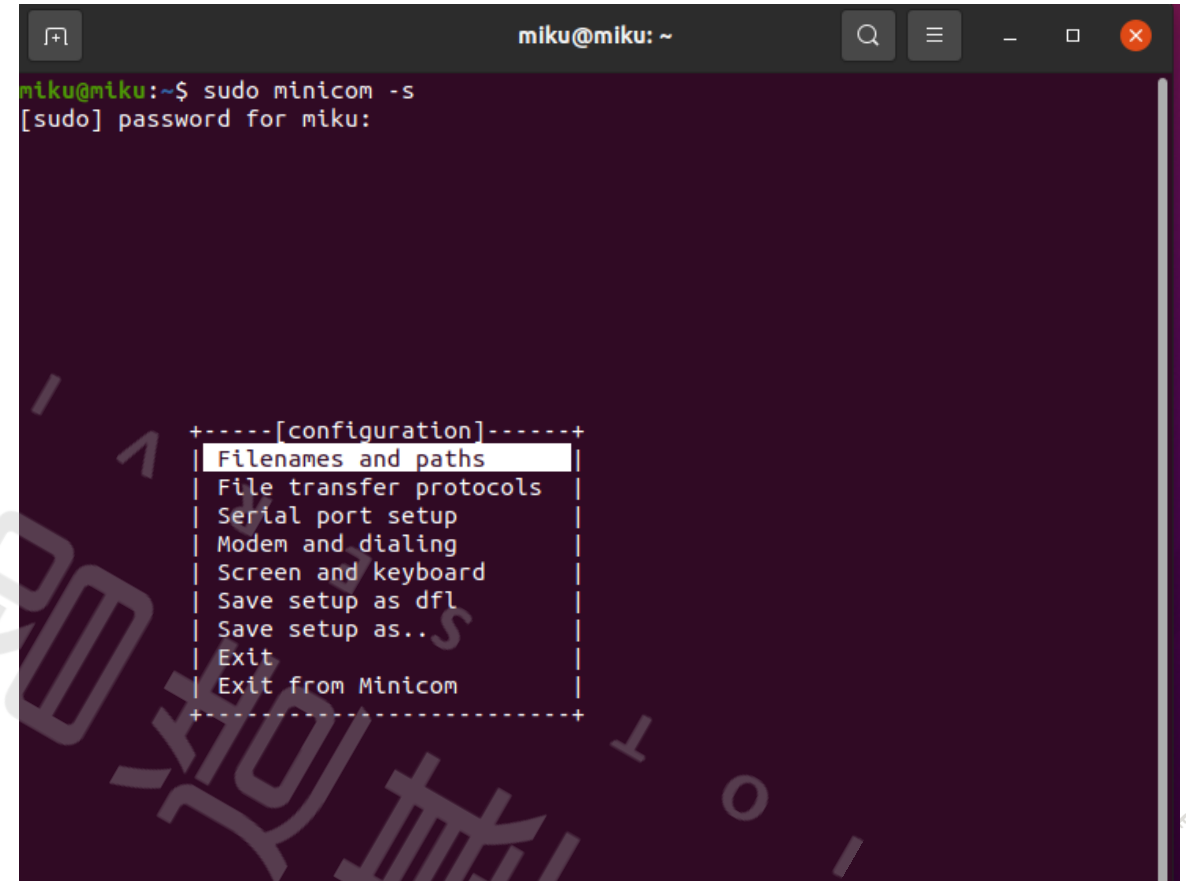 miku@miku: ~
miku@miku:~$ sudo minicom -s
[sudo] password for miku:
+-----[configuration]------+
| Filenames and paths      |
| File transfer protocols  |
| Serial port setup        |
| Modem and dialing        |
| Screen and keyboard      |
| Save setup as dfl        |
| Save setup as..          |
| Exit                     |
| Exit from Minicom        |
+--------------------------+